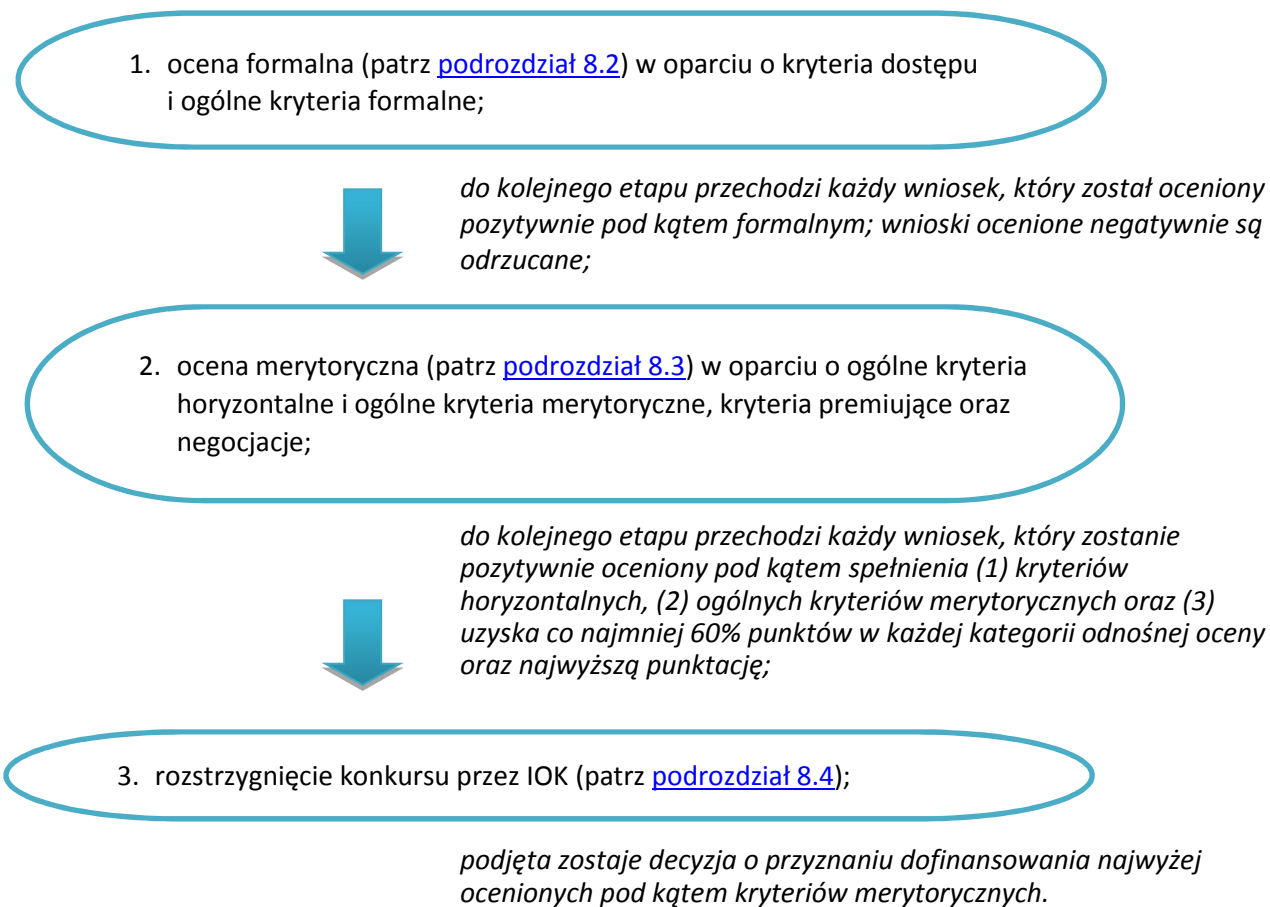 1. ocena formalna (patrz podrozdział 8.2) w oparciu o kryteria dostępu
i ogólne kryteria formalne;
do kolejnego etapu przechodzi każdy wniosek, który został oceniony
pozytywnie pod kątem formalnym; wnioski ocenione negatywnie są
odrzucane;
2. ocena merytoryczna (patrz podrozdział 8.3) w oparciu o ogólne kryteria
horyzontalne i ogólne kryteria merytoryczne, kryteria premiujące oraz
negocjacje;
do kolejnego etapu przechodzi każdy wniosek, który zostanie
pozytywnie oceniony pod kątem spełnienia (1) kryteriów
horyzontalnych, (2) ogólnych kryteriów merytorycznych oraz (3)
uzyska co najmniej 60% punktów w każdej kategorii odnośnej oceny
oraz najwyższą punktację;
3. rozstrzygnięcie konkursu przez IOK (patrz podrozdział 8.4);
podjęta zostaje decyzja o przyznaniu dofinansowania najwyżej
ocenionych pod kątem kryteriów merytorycznych.